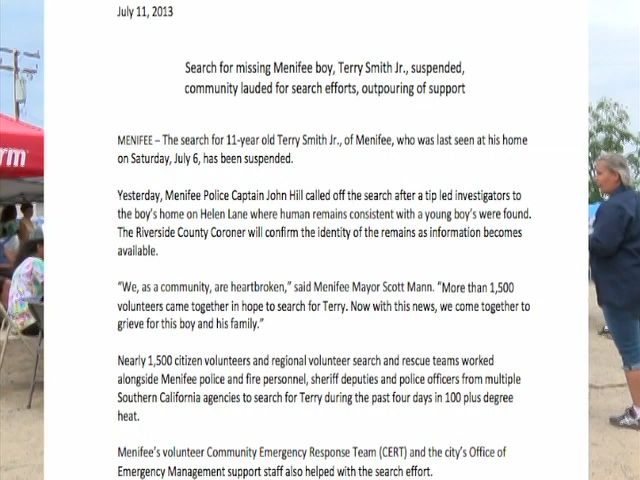 July 11, 2013
Search for missing Menifee boy, Terry Smith Jr., suspended,
community lauded for search efforts, outpouring of support
MENIFEE – The search for 11-year old Terry Smith Jr., of Menifee, who was last seen at his home
on Saturday, July 6, has been suspended.
Yesterday, Menifee Police Captain John Hill called off the search after a tip led investigators to
the boy's home on Helen Lane where human remains consistent with a young boy's were found.
The Riverside County Coroner will confirm the identity of the remains as information becomes
available.
"We, as a community, are heartbroken," said Menifee Mayor Scott Mann. "More than 1,500
volunteers came together in hope to search for Terry. Now with this news, we come together to
grieve for this boy and his family."
Nearly 1,500 citizen volunteers and regional volunteer search and rescue teams worked
alongside Menifee police and fire personnel, sheriff deputies and police officers from multiple
Southern California agencies to search for Terry during the past four days in 100 plus degree
heat.
Menifee's volunteer Community Emergency Response Team (CERT) and the city's Office of
Emergency Management support staff also helped with the search effort.
rm